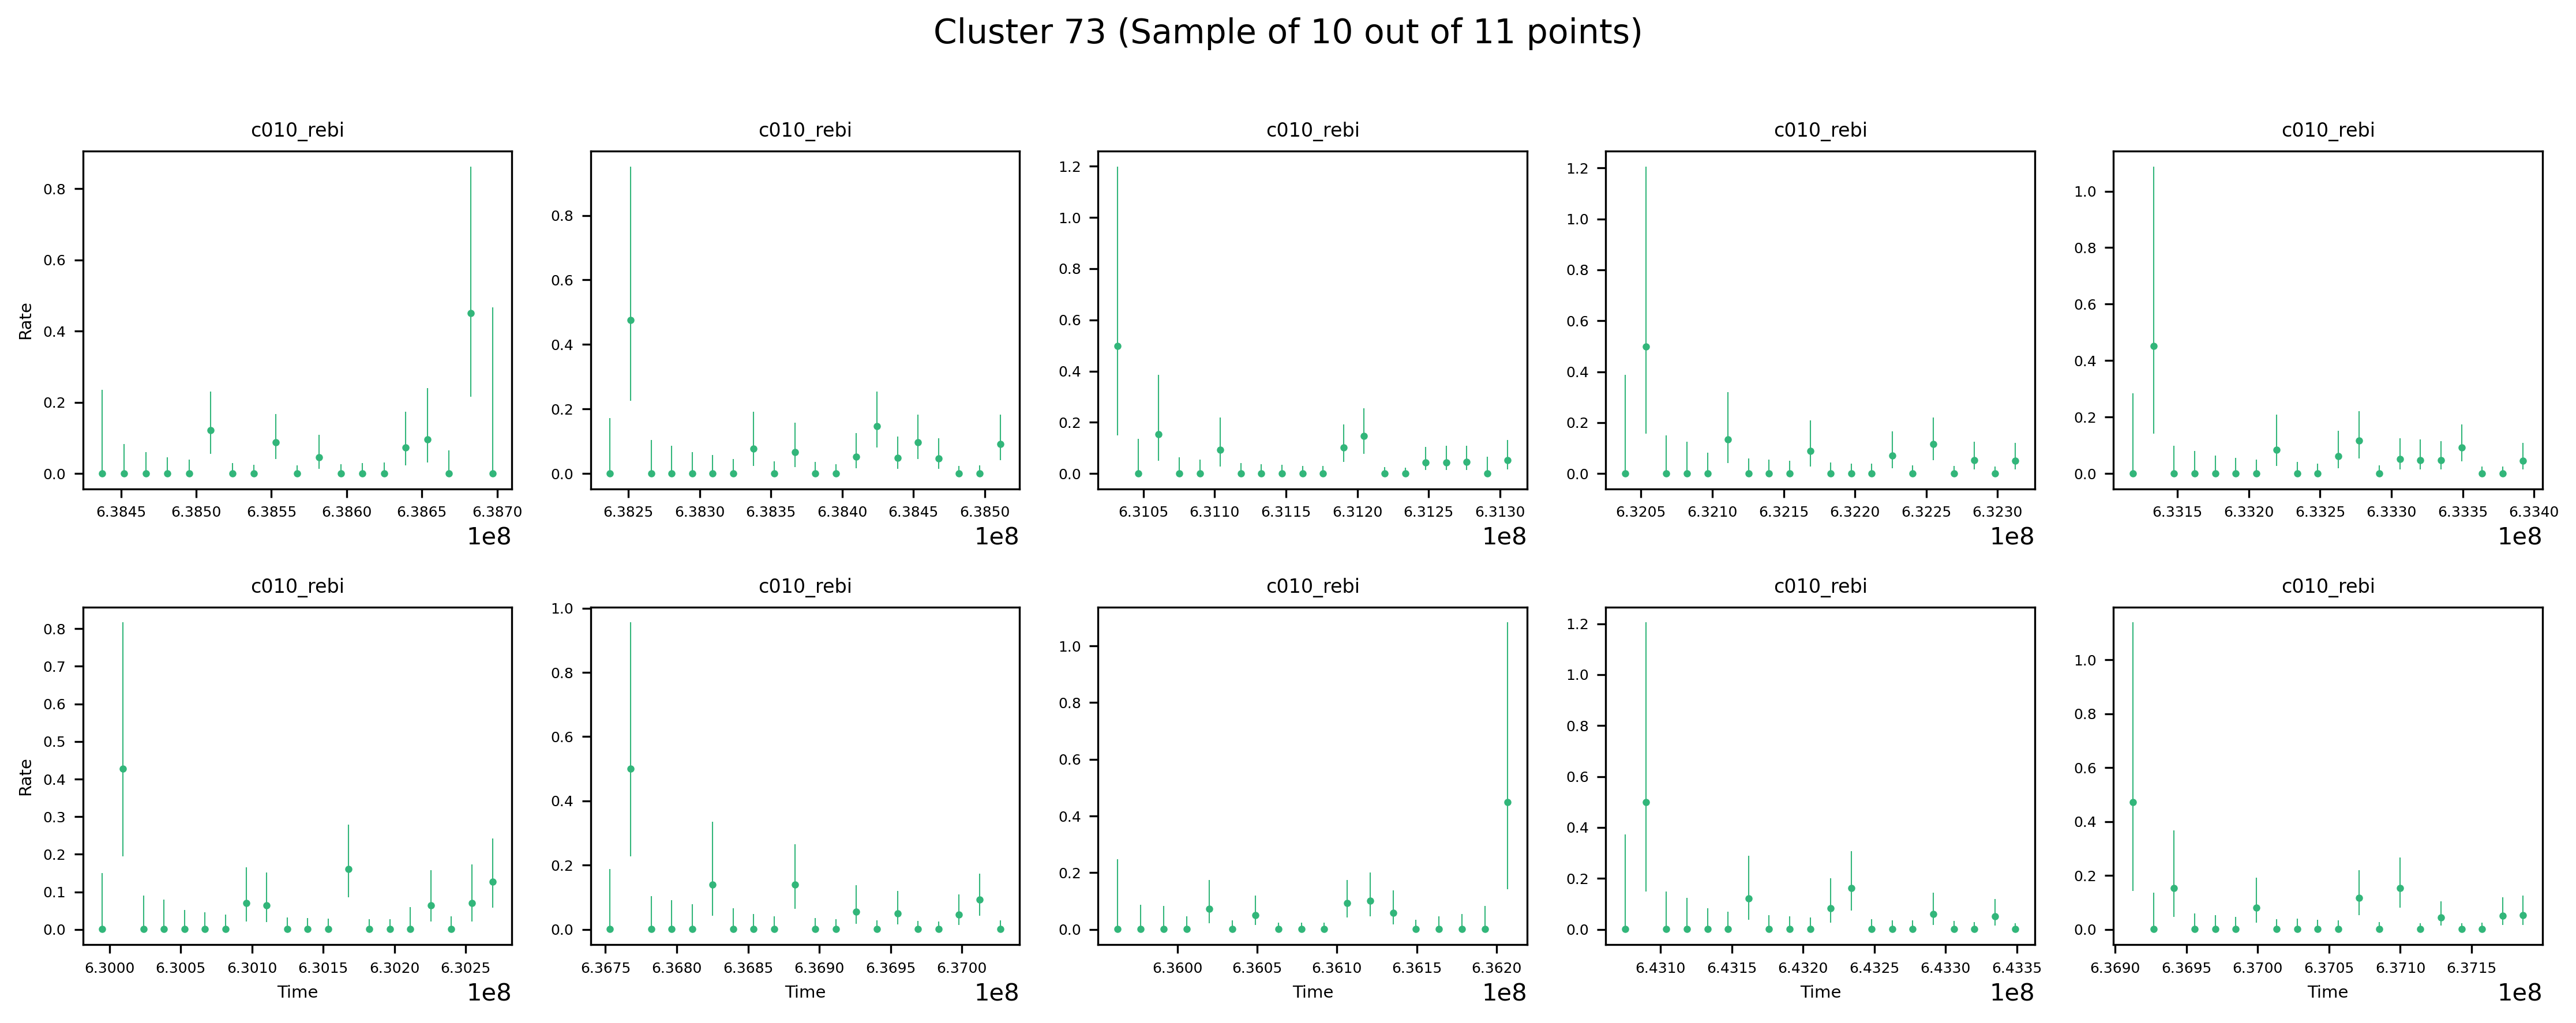 Cluster 73 (Sample of 10 out of 11 points)
c010_rebi c010_rebi c010_rebi c010_rebi c010_rebi
Rate
0.8 0.6 0.4 0.2 0.0
0.8 0.6 0.4 0.2 0.0
1.2 1.0 0.8 0.6 0.4 0.2 0.0
1.2 1.0 0.8 0.6 0.4 0.2 0.0
1.0 0.8 0.6 0.4 0.2 0.0
6.3845 6.3850 6.3855 6.3860 6.3865 6.3870
1e8
6.3825 6.3830 6.3835 6.3840 6.3845 6.3850
1e8
6.3105 6.3110 6.3115 6.3120 6.3125 6.3130
1e8
6.3205 6.3210 6.3215 6.3220 6.3225 6.3230
1e8
6.3315 6.3320 6.3325 6.3330 6.3335 6.3340
1e8
c010_rebi c010_rebi c010_rebi c010_rebi c010_rebi
Rate
0.8 0.7 0.6 0.5 0.4 0.3 0.2 0.1 0.0
1.0 0.8 0.6 0.4 0.2 0.0
1.0 0.8 0.6 0.4 0.2 0.0
1.2 1.0 0.8 0.6 0.4 0.2 0.0
1.0 0.8 0.6 0.4 0.2 0.0
6.3000 6.3005 6.3010 6.3015 6.3020 6.3025
Time 1e8
6.3675 6.3680 6.3685 6.3690 6.3695 6.3700
Time 1e8
6.3600 6.3605 6.3610 6.3615 6.3620
Time 1e8
6.4310 6.4315 6.4320 6.4325 6.4330 6.4335
Time 1e8
6.3690 6.3695 6.3700 6.3705 6.3710 6.3715
Time 1e8